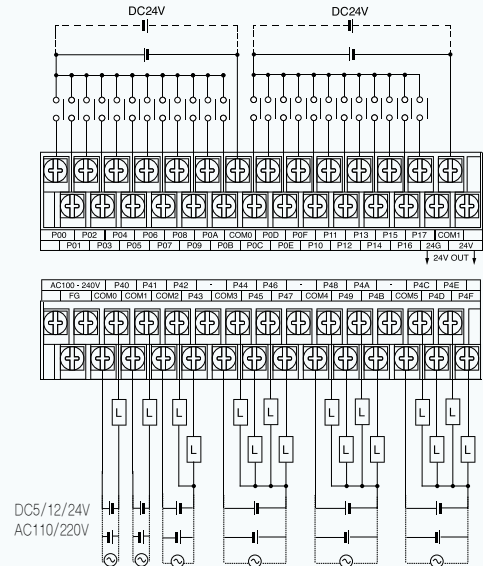 DC24V DC24V
P00 P02 P04 P06 P08 P0A COM0 P0D P0F P11 P13 P15 P17 COM1
P01 P03 P05 P07 P09 P0B P0C P0E P10 P12 P14 P16 24G 24V
24V OUT
AC100 - 240V P40 P41 P42 - P44 P46 - P48 P4A - P4C P4E
FG COM0 COM1 COM2 P43 COM3 P45 P47 COM4 P49 P4B COM5 P4D P4F
L L L L L L L L L
L L L L L L L
DC5/12/24V
AC110/220V